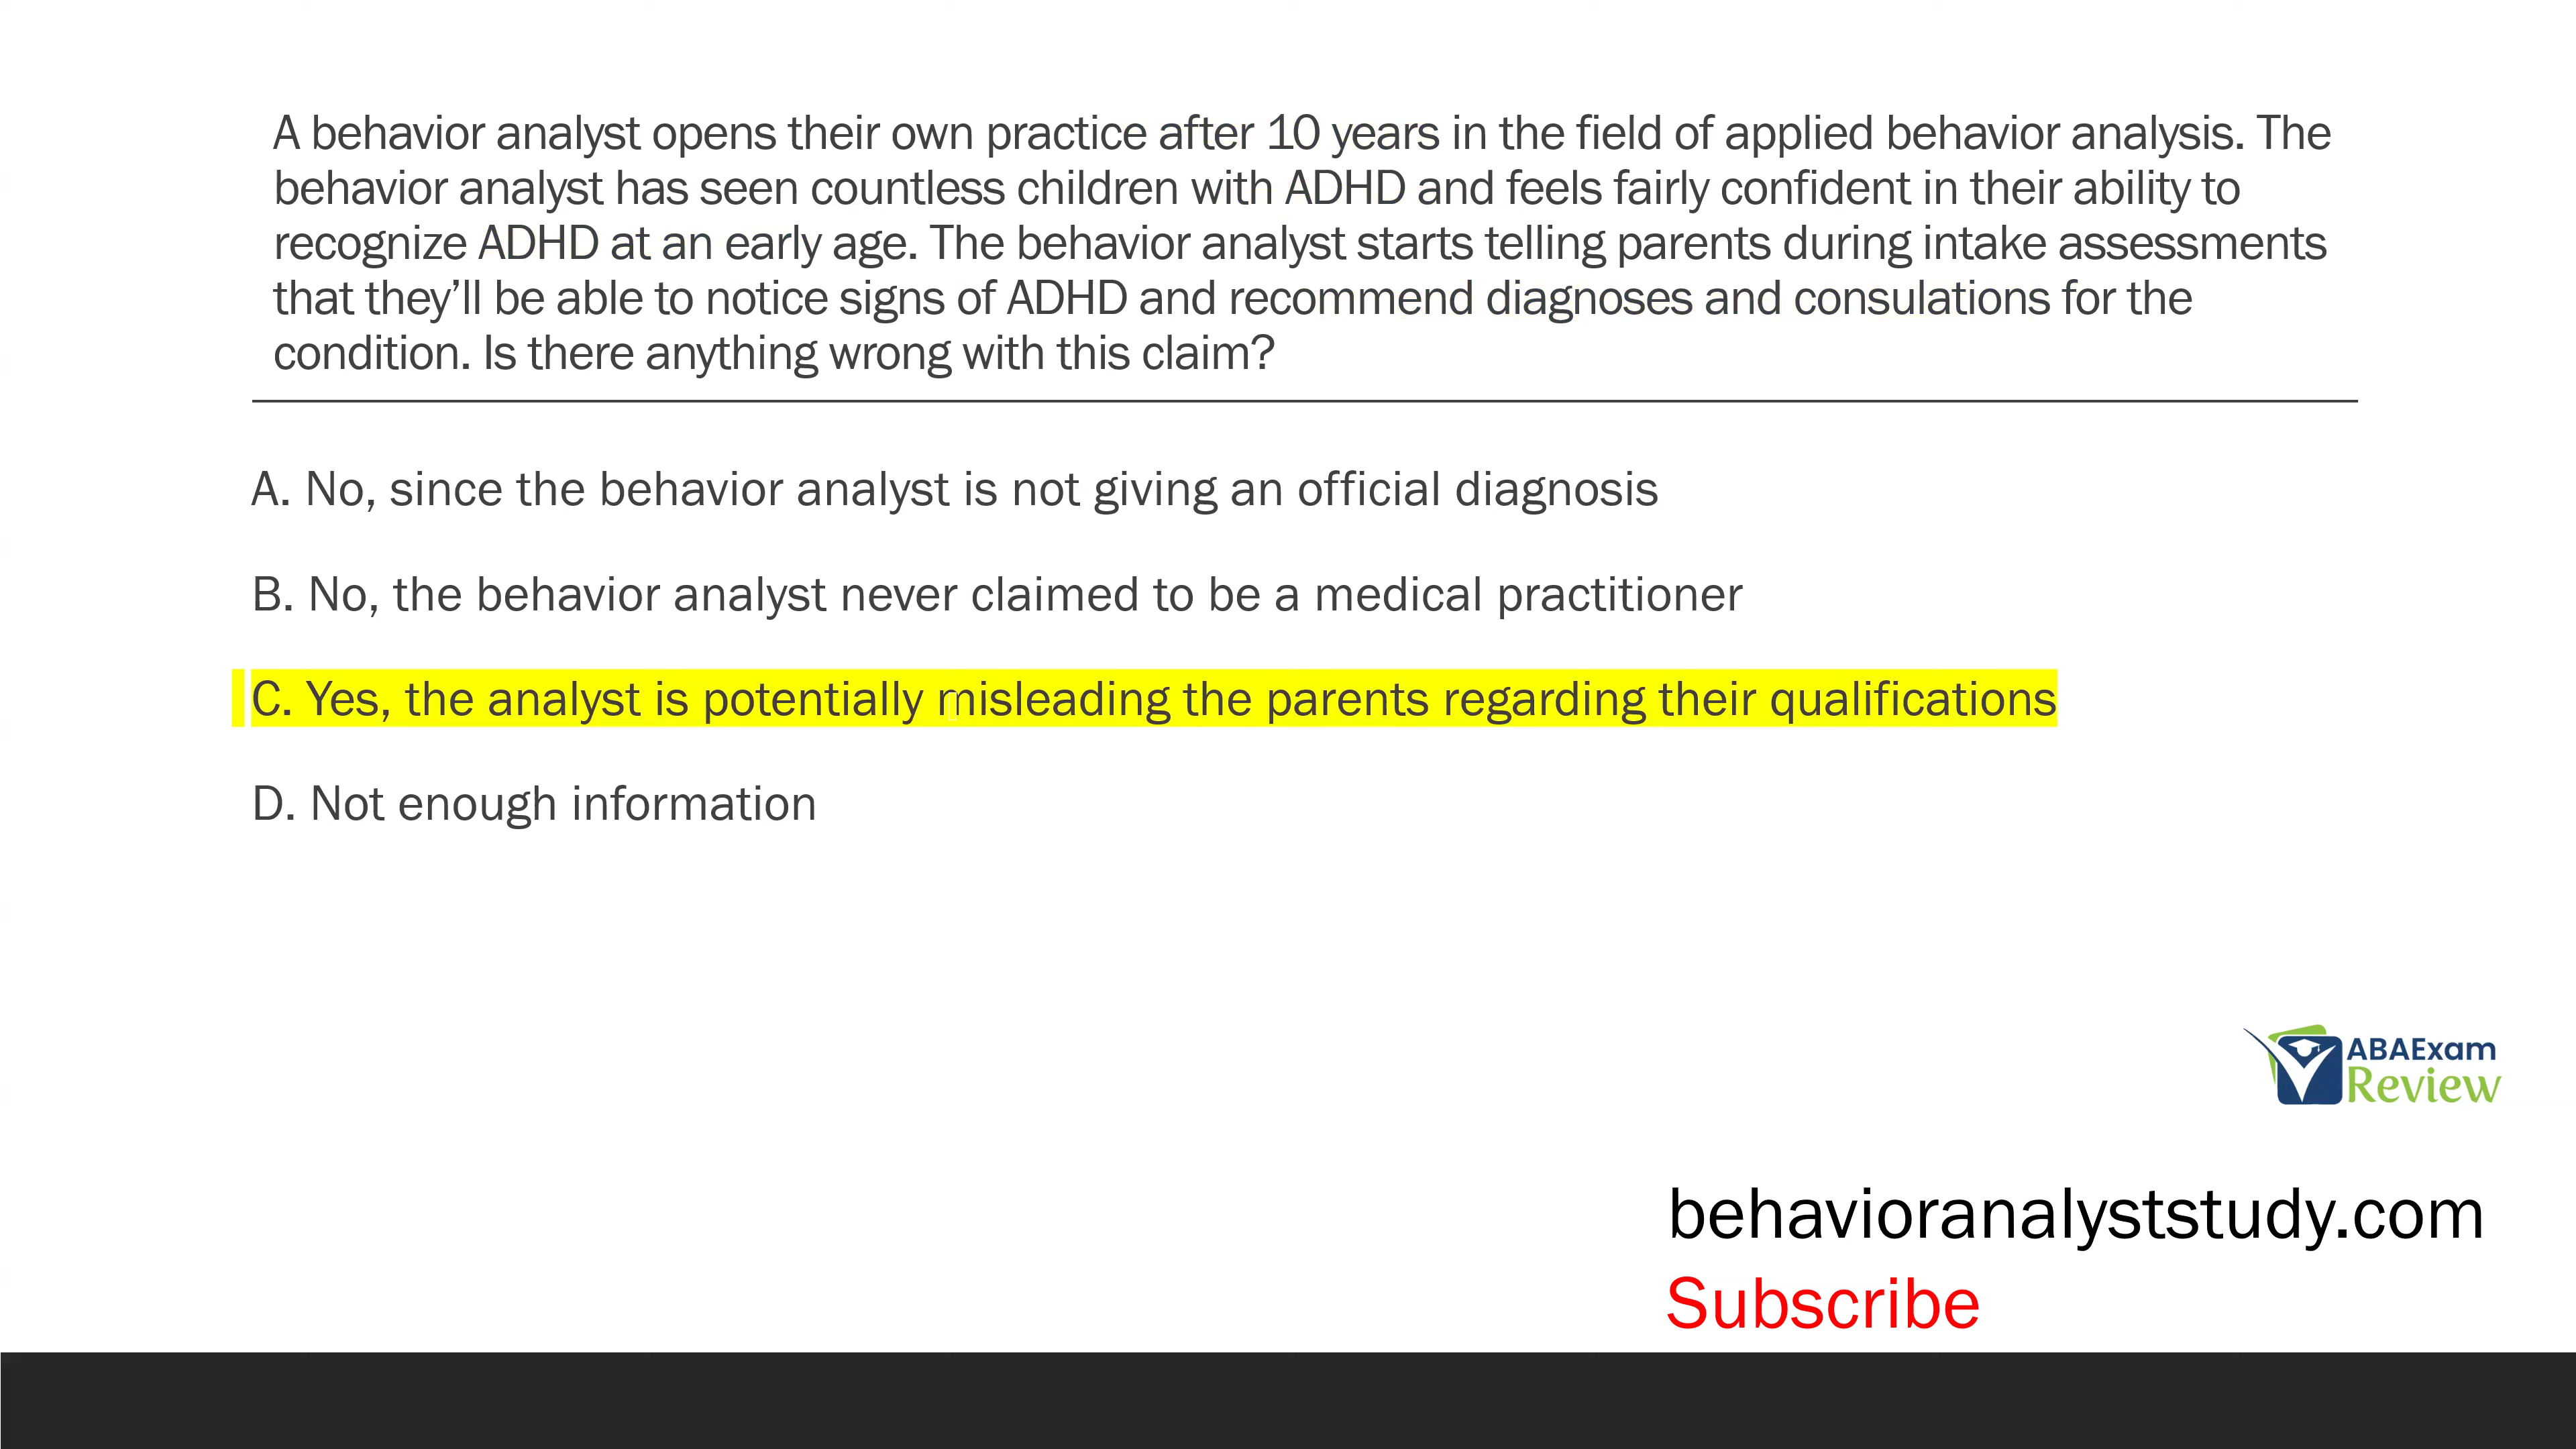 A behavior analyst opens their own practice after 10 years in the field of applied behavior analysis. The
behavior analyst has seen countless children with ADHD and feels fairly confident in their ability to
recognize ADHD at an early age. The behavior analyst starts telling parents during intake assessments
that they’ll be able to notice signs of ADHD and recommend diagnoses and consulations for the
condition. Is there anything wrong with this claim?
A. No, since the behavior analyst is not giving an official diagnosis
B. No, the behavior analyst never claimed to be a medical practitioner
C. Yes, the analyst is potentially misleading the parents regarding their qualifications
D. Not enough information
ABAExam
Review
behavioranalyststudy.com
Subscribe